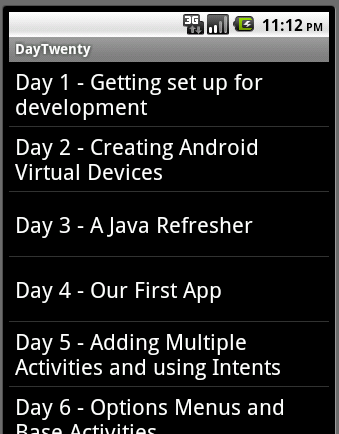 3G 11:12 PM
DayTwenty
Day 1 - Getting set up for
development
Day 2 - Creating Android
Virtual Devices
Day 3 - A Java Refresher
Day 4 - Our First App
Day 5 - Adding Multiple
Activities and using Intents
Day 6 - Options Menus and
Base Activities